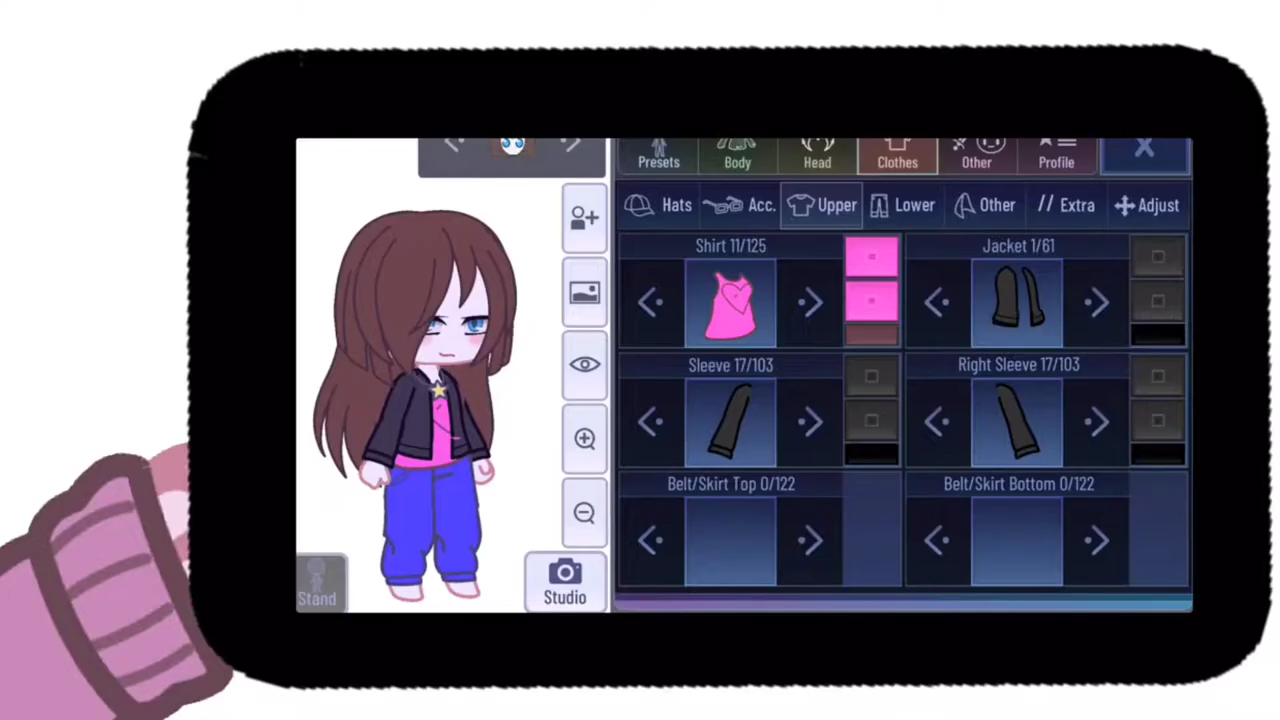 Presets Body Head Clothes Other Profile X
Hats Acc. Upper Lower Other Extra Adjust
Shirt 11/125 Jacket 1/61
Sleeve 17/103 Right Sleeve 17/103
Belt/Skirt Top 0/122 Belt/Skirt Bottom 0/122
Stand
Studio